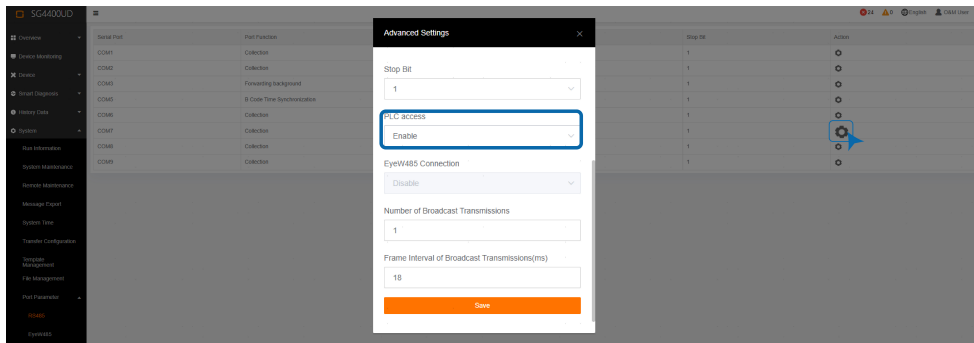 SG4400UD
24 0 English O&M User
Overview
Device Monitoring
Device
Smart Diagnosis
History Data
System
Run Information
System Maintenance
Remote Maintenance
Message Export
System Time
Transfer Configuration
Template
Management
File Management
Port Parameter
RS485
EyeW485
Serial Port Port Function Stop Bit Action
COM1 Collection 1
COM2 Collection 1
COM3 Forwarding background 1
COM5 B Code Time Synchronization 1
COM6 Collection 1
COM7 Collection 1
COM8 Collection 1
COM9 Collection 1
Advanced Settings
Stop Bit
1
PLC access
Enable
EyeW485 Connection
Disable
Number of Broadcast Transmissions
1
Frame Interval of Broadcast Transmissions(ms)
18
Save